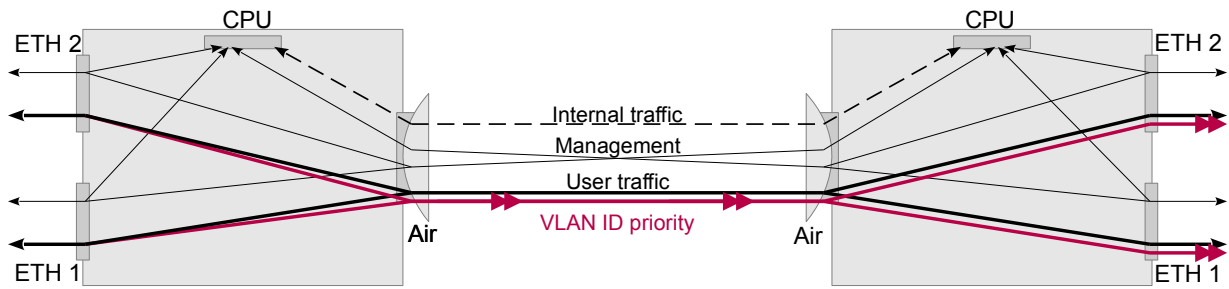 CPU
CPU
ETH 2
ETH 2
Internal traffic
Management
User traffic
VLAN ID priority
Air
Air
ETH 1
ETH 1